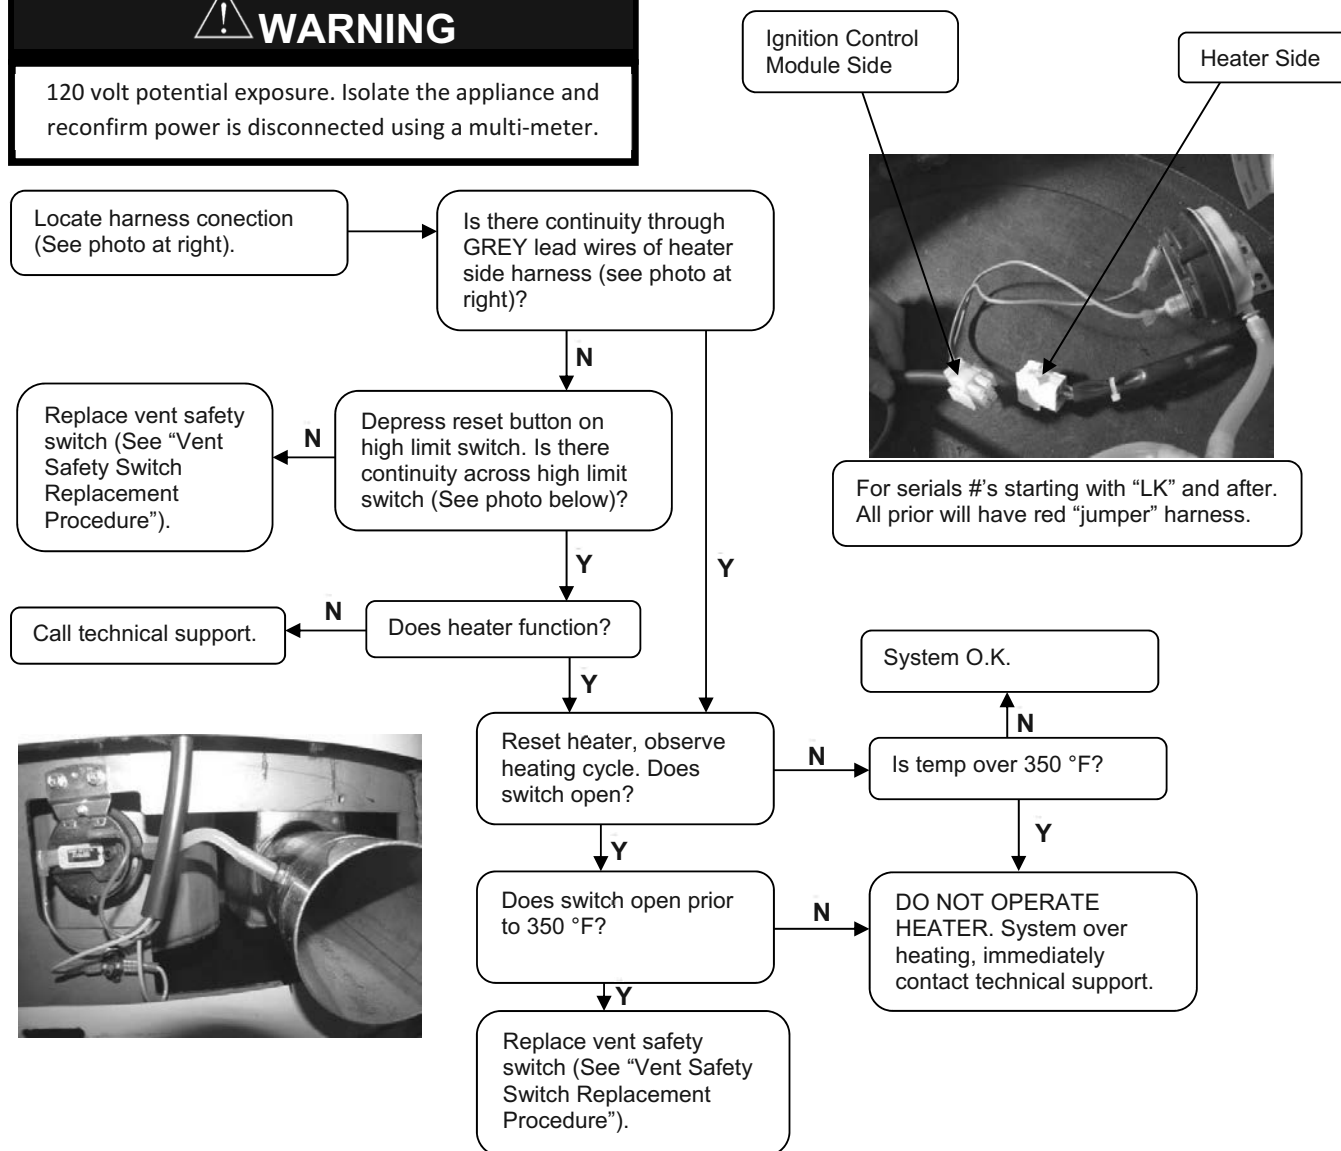 WARNING
120 volt potential exposure. Isolate the appliance and
reconfirm power is disconnected using a multi-meter.
Ignition Control
Module Side
Heater Side
Locate harness conection
(See photo at right).
Is there continuity through
GREY lead wires of heater
side harness (see photo at
right)?
N
Y
Replace vent safety
switch (See “Vent
Safety Switch
Replacement
Procedure”).
N
Depress reset button on
high limit switch. Is there
continuity across high limit
switch (See photo below)?
Y
For serials #'s starting with “LK” and after.
All prior will have red “jumper” harness.
Call technical support.
N
Does heater function?
Y
System O.K.
N
Reset heater, observe
heating cycle. Does
switch open?
N
Is temp over 350 °F?
Y
Y
Does switch open prior
to 350 °F?
N
DO NOT OPERATE
HEATER. System over
heating, immediately
contact technical support.
Y
Replace vent safety
switch (See “Vent Safety
Switch Replacement
Procedure”).